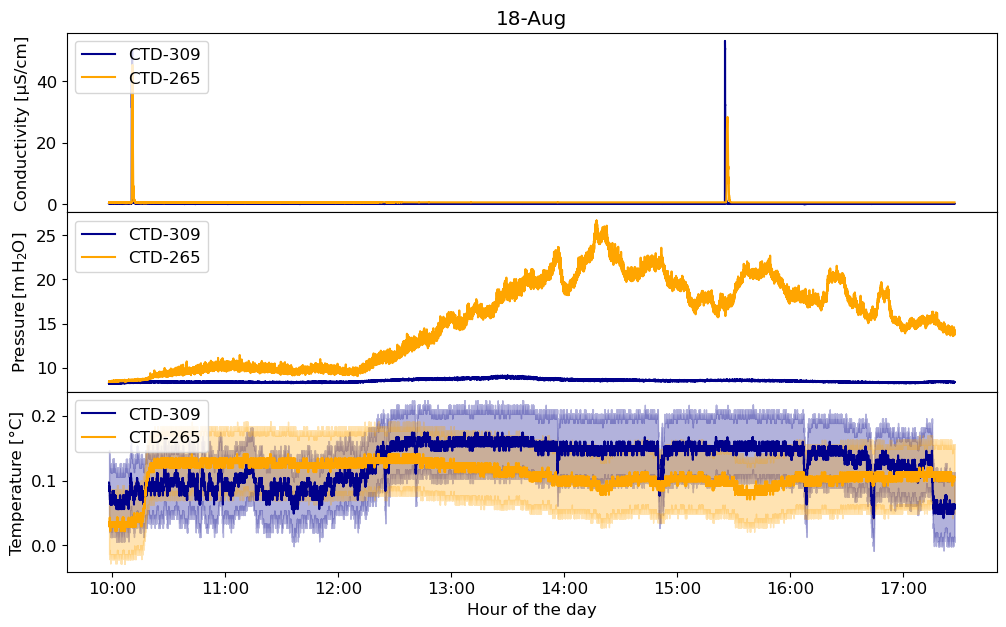 18-Aug
Conductivity [µS/cm]
CTD-309
CTD-265
40
20
0
Pressure [m H₂O]
CTD-309
CTD-265
25
20
15
10
Temperature [°C]
CTD-309
CTD-265
0.2
0.1
0.0
10:00 11:00 12:00 13:00 14:00 15:00 16:00 17:00
Hour of the day